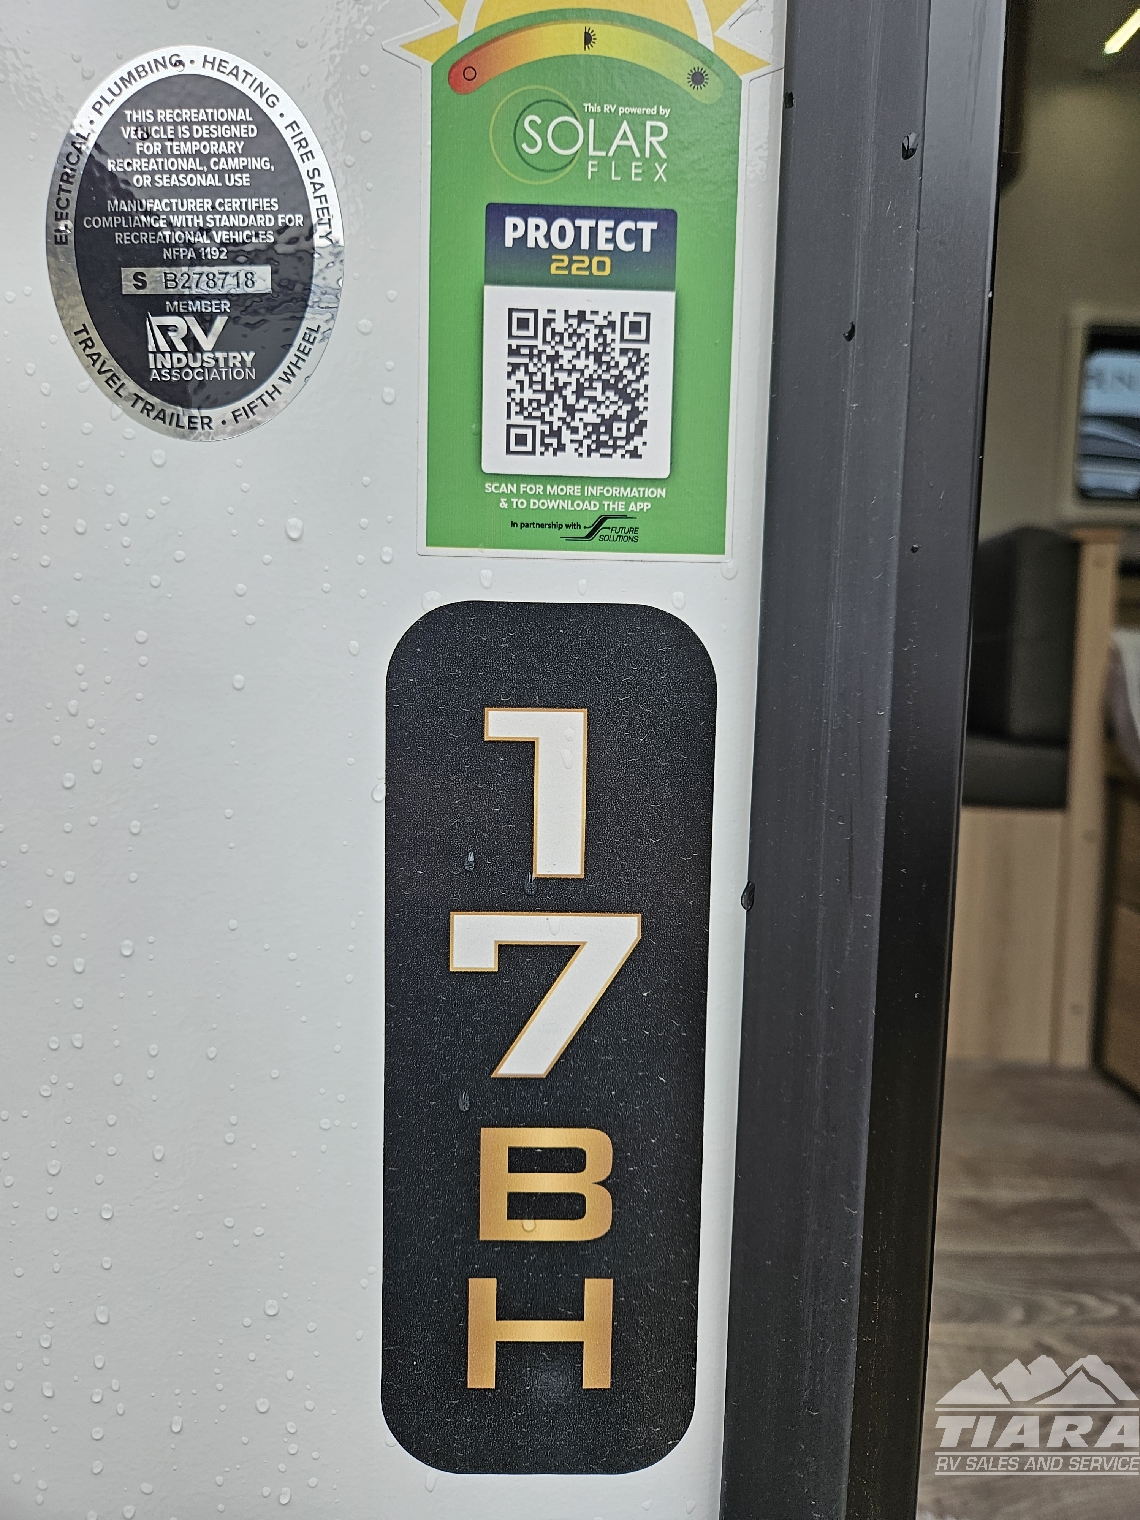 ELECTRICAL • PLUMBING • HEATING • FIRE SAFETY
THIS RECREATIONAL
VEHICLE IS DESIGNED
FOR TEMPORARY
RECREATIONAL, CAMPING,
OR SEASONAL USE
MANUFACTURER CERTIFIES
COMPLIANCE WITH STANDARD FOR
RECREATIONAL VEHICLES
NFPA 1192
S B278718
MEMBER
RV
INDUSTRY
ASSOCIATION
TRAVEL TRAILER • FIFTH WHEEL
This RV powered by
SOLAR
FLEX
PROTECT
220
SCAN FOR MORE INFORMATION
& TO DOWNLOAD THE APP
In partnership with
FUTURE
SOLUTIONS
1
7
B
H
TIARA
RV SALES AND SERVICE